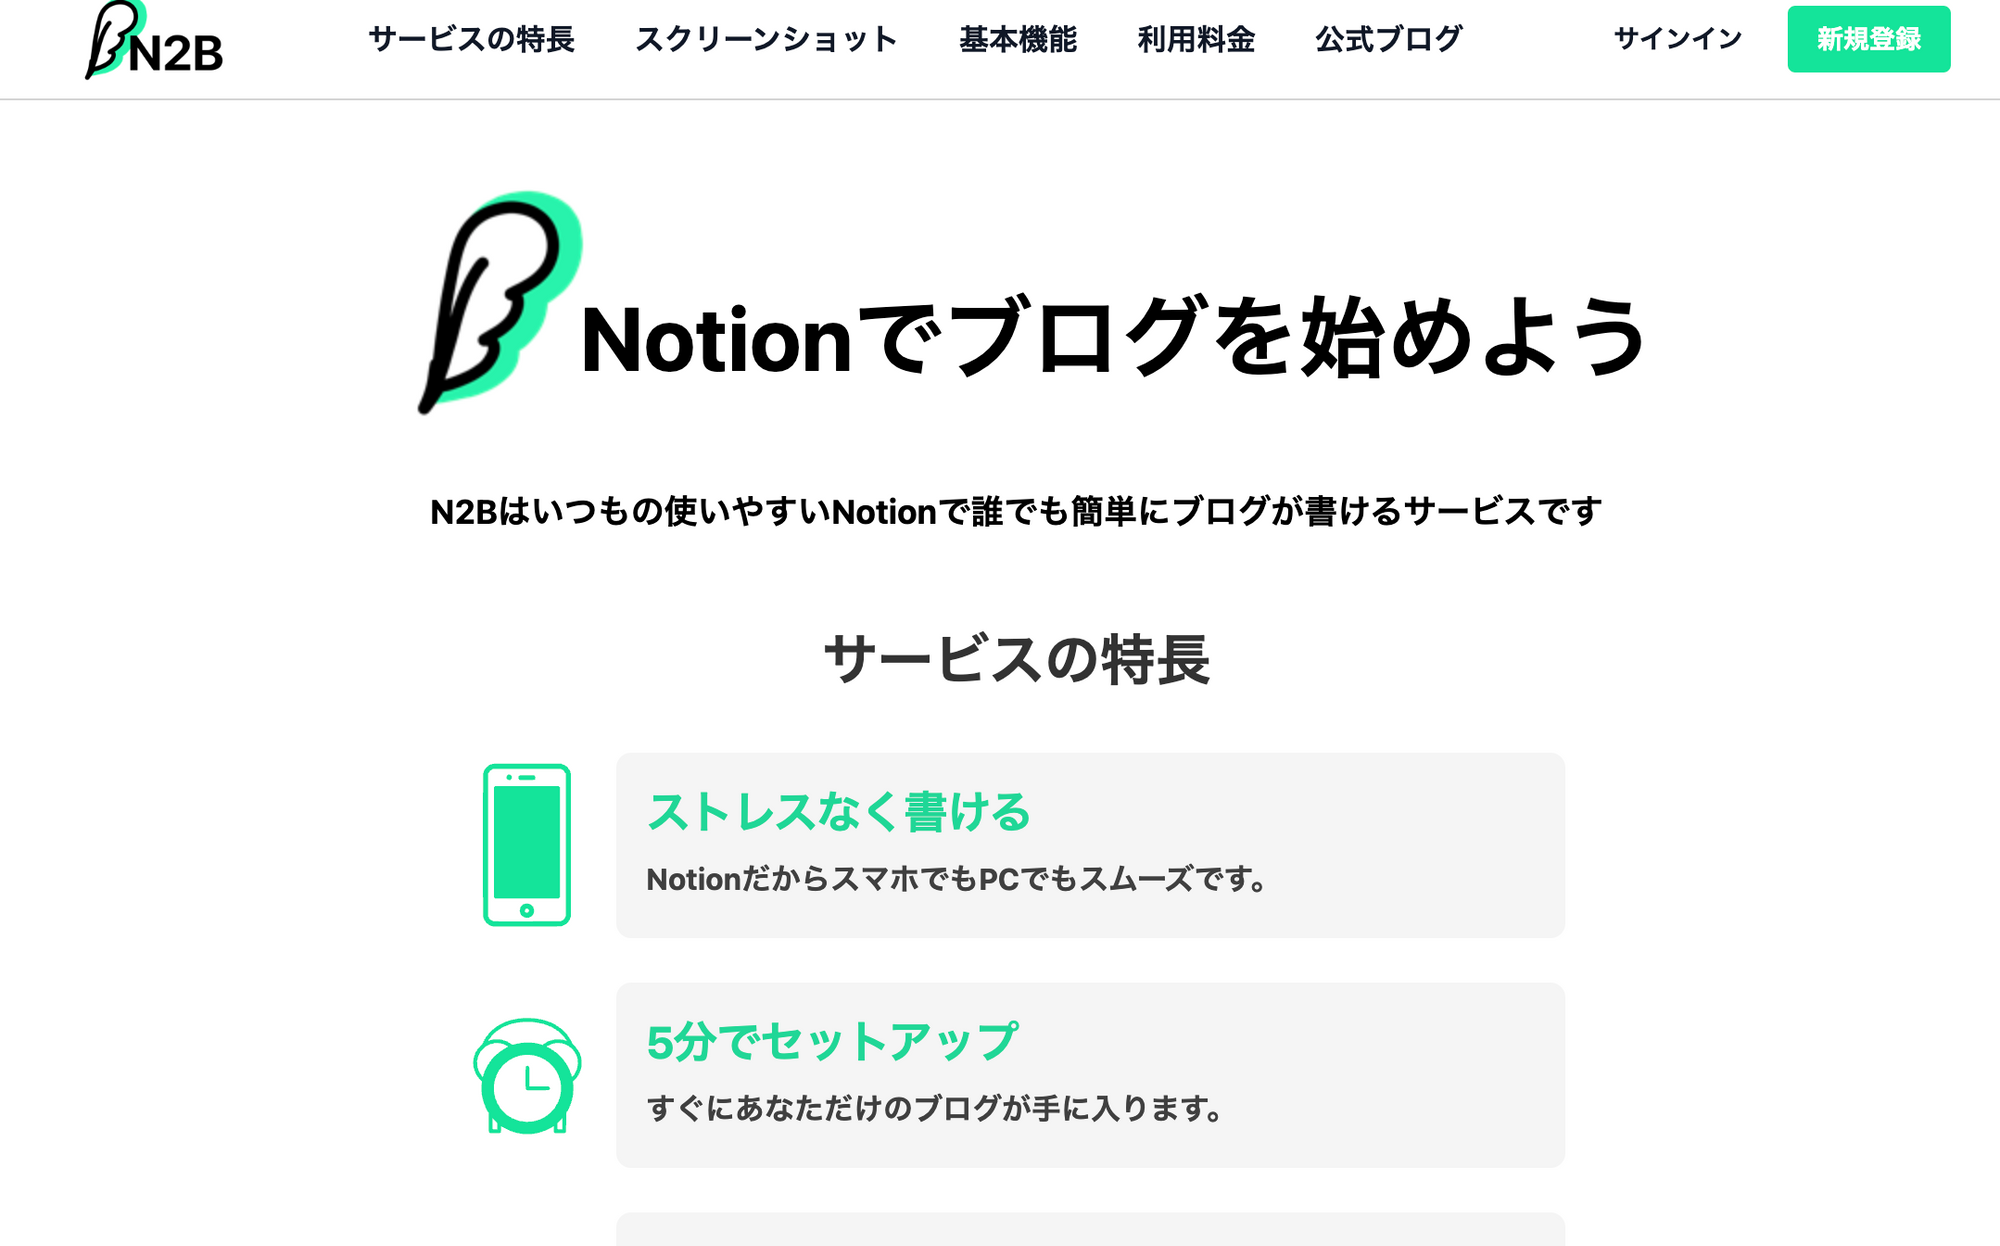 N2B
サービスの特長
スクリーンショット
基本機能
利用料金
公式ブログ
サインイン
新規登録
Notionでブログを始めよう
N2Bはいつもの使いやすいNotionで誰でも簡単にブログが書けるサービスです
サービスの特長
ストレスなく書ける
NotionだからスマホでもPCでもスムーズです。
5分でセットアップ
すぐにあなただけのブログが手に入ります。